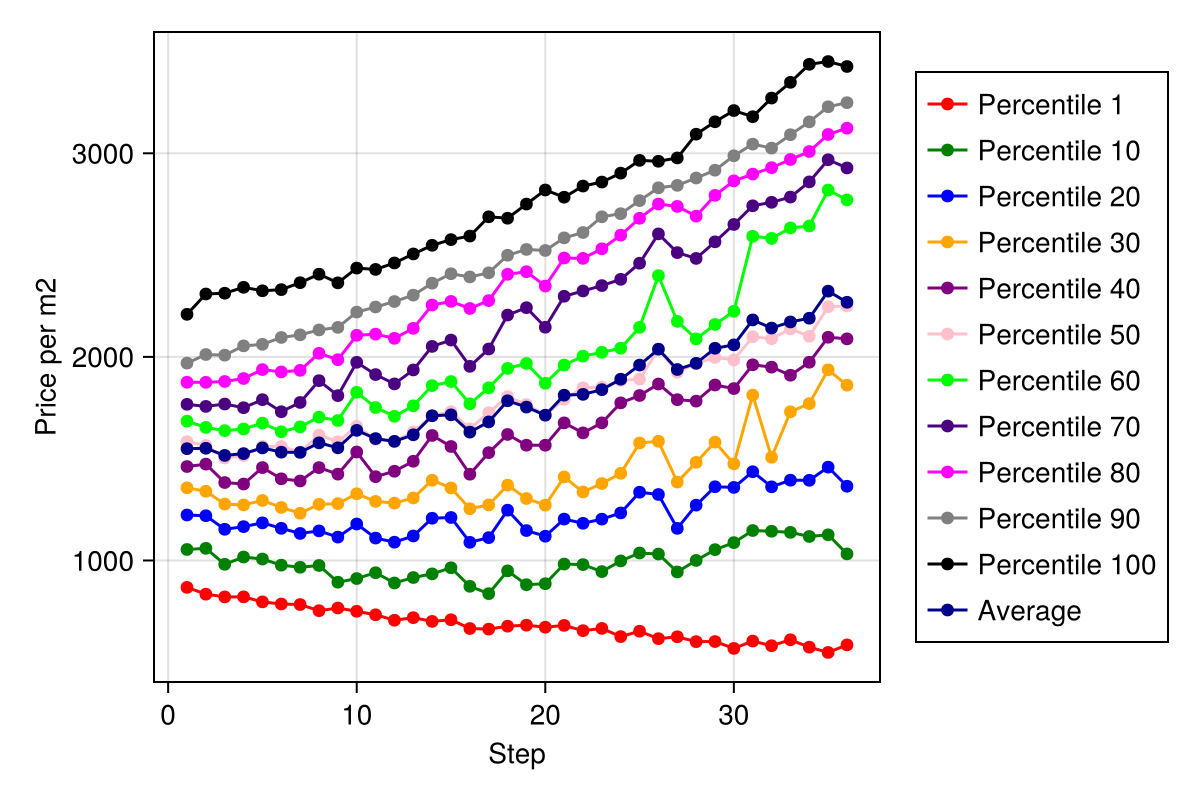 3000
2000
1000
Price per m2
0 10 20 30
Step
Percentile 1
Percentile 10
Percentile 20
Percentile 30
Percentile 40
Percentile 50
Percentile 60
Percentile 70
Percentile 80
Percentile 90
Percentile 100
Average